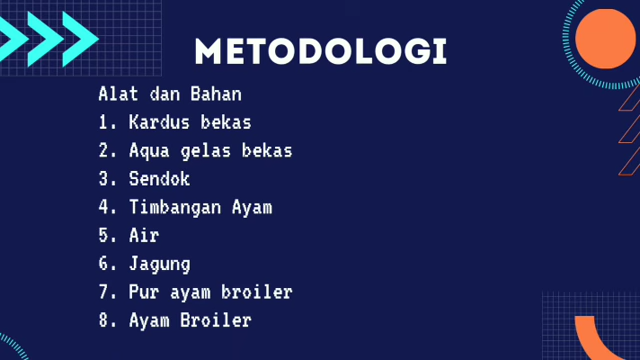 METODOLOGI
Alat dan Bahan
1. Kardus bekas
2. Aqua gelas bekas
3. Sendok
4. Timbangan Ayam
5. Air
6. Jagung
7. Pur ayam broiler
8. Ayam Broiler